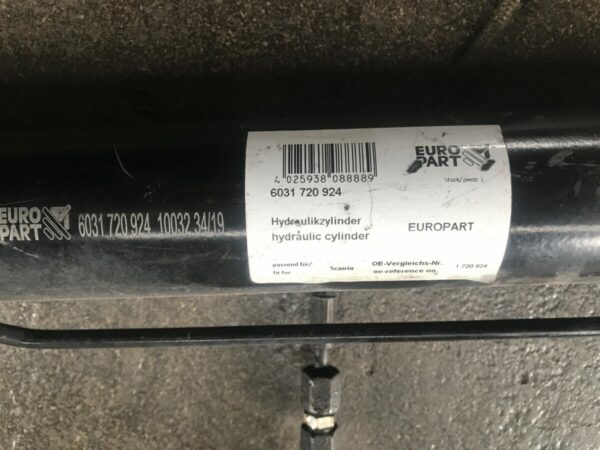 EURO
PART
6031 720 924 10032 34/19
4 025938 088889
6031 720 924
EURO
PART
Stück/ piece: 1
Hydraulikzylinder
hydraulic cylinder
EUROPART
passend für/
fit for
Scania
OE-Vergleichs-Nr.
oe-reference no.
1 720 924